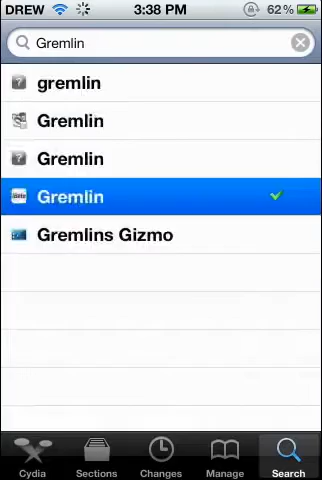 DREW 3:38 PM 62%
Gremlin
gremlin
Gremlin
Gremlin
Gremlin
Gremlins Gizmo
Cydia Sections Changes Manage Search